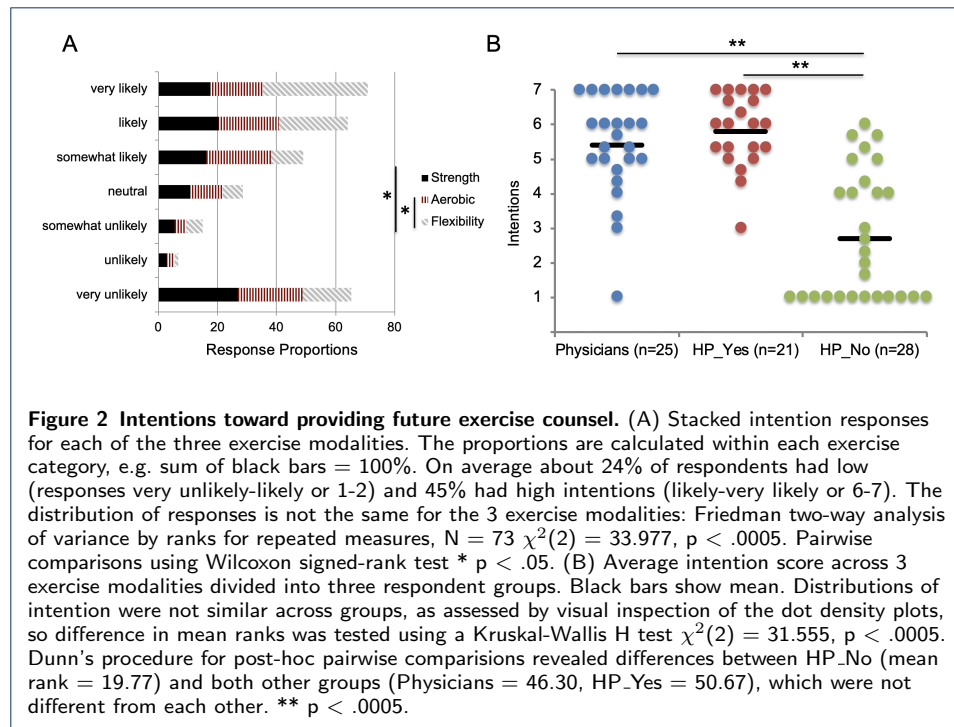 A
very likely
likely
somewhat likely
neutral
somewhat unlikely
unlikely
very unlikely
0 20 40 60 80
Response Proportions
*
*
Strength
Aerobic
Flexibility
B
**
**
7
6
5
4
3
2
1
Intentions
Physicians (n=25) HP_Yes (n=21) HP_No (n=28)
Figure 2 Intentions toward providing future exercise counsel. (A) Stacked intention responses
for each of the three exercise modalities. The proportions are calculated within each exercise
category, e.g. sum of black bars = 100%. On average about 24% of respondents had low
(responses very unlikely-likely or 1-2) and 45% had high intentions (likely-very likely or 6-7). The
distribution of responses is not the same for the 3 exercise modalities: Friedman two-way analysis
of variance by ranks for repeated measures, N = 73 χ²(2) = 33.977, p < .0005. Pairwise
comparisons using Wilcoxon signed-rank test * p < .05. (B) Average intention score across 3
exercise modalities divided into three respondent groups. Black bars show mean. Distributions of
intention were not similar across groups, as assessed by visual inspection of the dot density plots,
so difference in mean ranks was tested using a Kruskal-Wallis H test χ²(2) = 31.555, p < .0005.
Dunn's procedure for post-hoc pairwise comparisions revealed differences between HP_No (mean
rank = 19.77) and both other groups (Physicians = 46.30, HP_Yes = 50.67), which were not
different from each other. ** p < .0005.